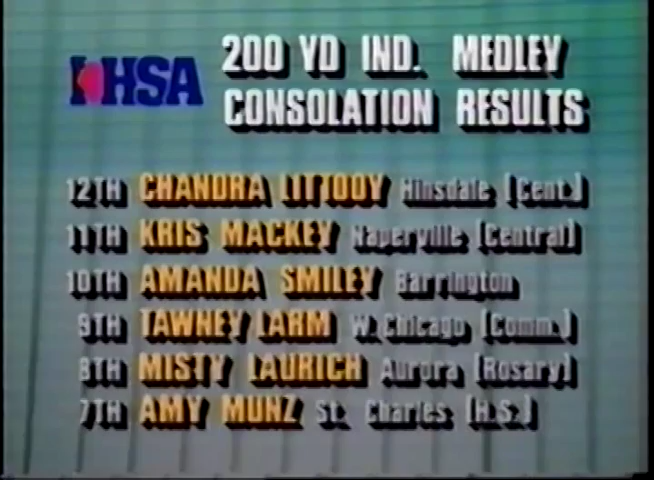 IHSA
200 YD IND. MEDLEY
CONSOLATION RESULTS
12TH CHANDRA LITTOOY Hinsdale (Cent.)
11TH KRIS MACKEY Naperville (Central)
10TH AMANDA SMILEY Barrington
9TH TAWNEY LARM W. Chicago (Comm.)
8TH MISTY LAURICH Aurora (Rosary)
7TH AMY MUNZ St. Charles (H.S.)